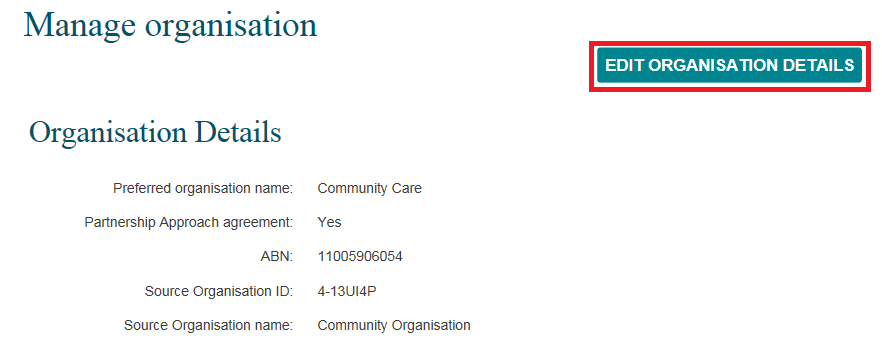 Manage organisation
EDIT ORGANISATION DETAILS
Organisation Details
Preferred organisation name: Community Care
Partnership Approach agreement: Yes
ABN: 11005906054
Source Organisation ID: 4-13UI4P
Source Organisation name: Community Organisation